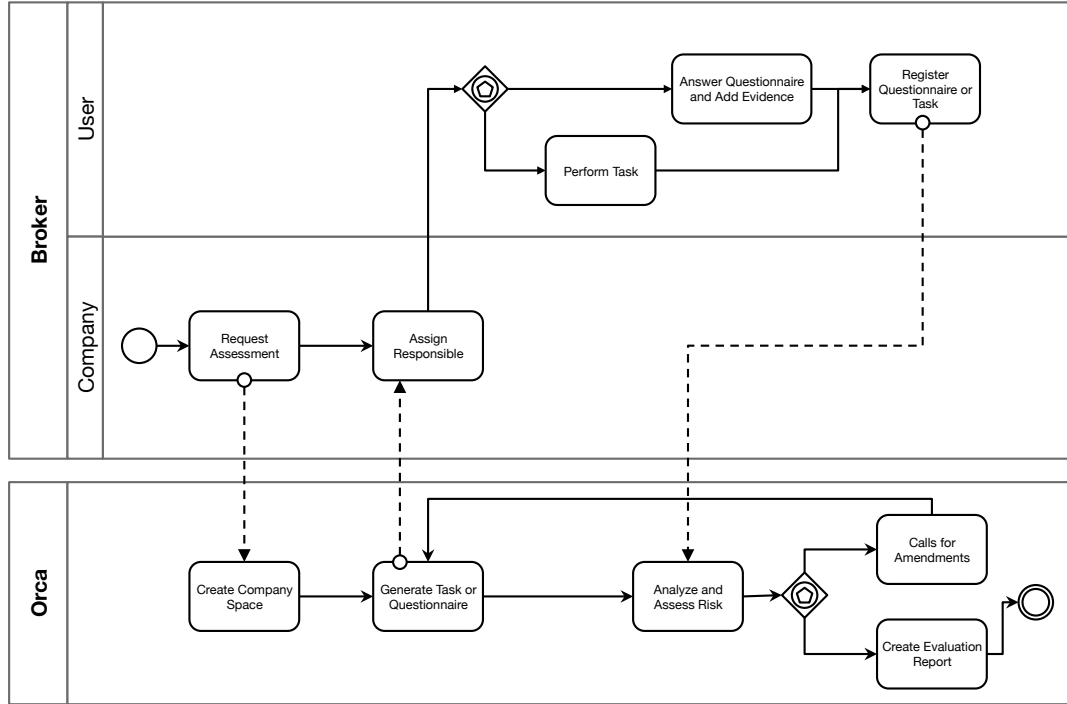 Broker
User
Answer Questionnaire
and Add Evidence
Register
Questionnaire or
Task
Perform Task
Company
Request
Assessment
Assign
Responsible
Orca
Create Company
Space
Generate Task or
Questionnaire
Analyze and
Assess Risk
Calls for
Amendments
Create Evaluation
Report